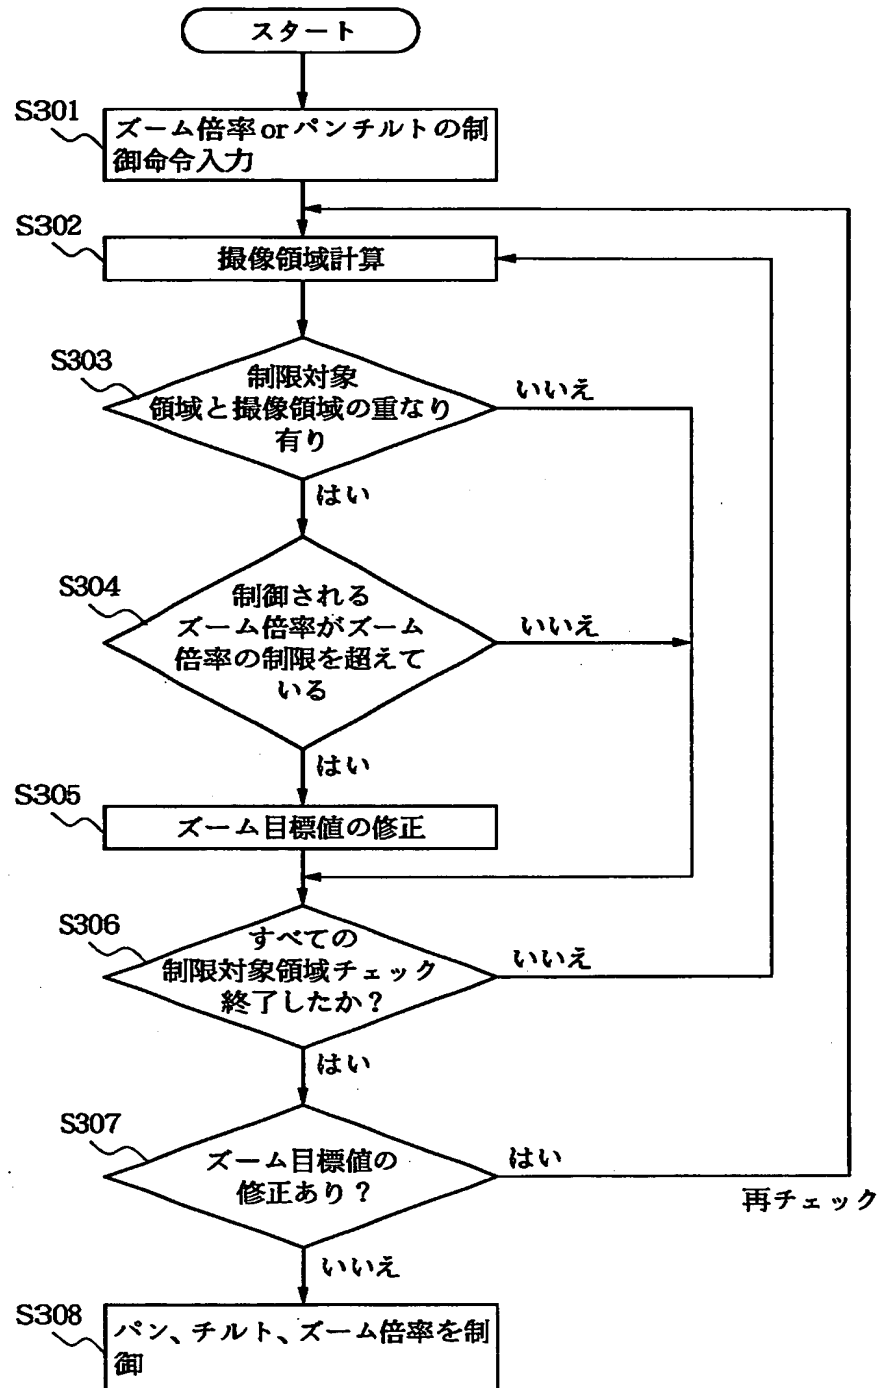 スタート
S301
ズーム倍率orパンチルトの制
御命令入力
S302
撮像領域計算
S303
制限対象
領域と撮像領域の重なり
有り
いいえ
はい
S304
制御される
ズーム倍率がズーム
倍率の制限を超えて
いる
いいえ
はい
S305
ズーム目標値の修正
S306
すべての
制限対象領域チェック
終了したか?
いいえ
はい
S307
ズーム目標値の
修正あり?
はい
再チェック
いいえ
S308
パン、チルト、ズーム倍率を制
御